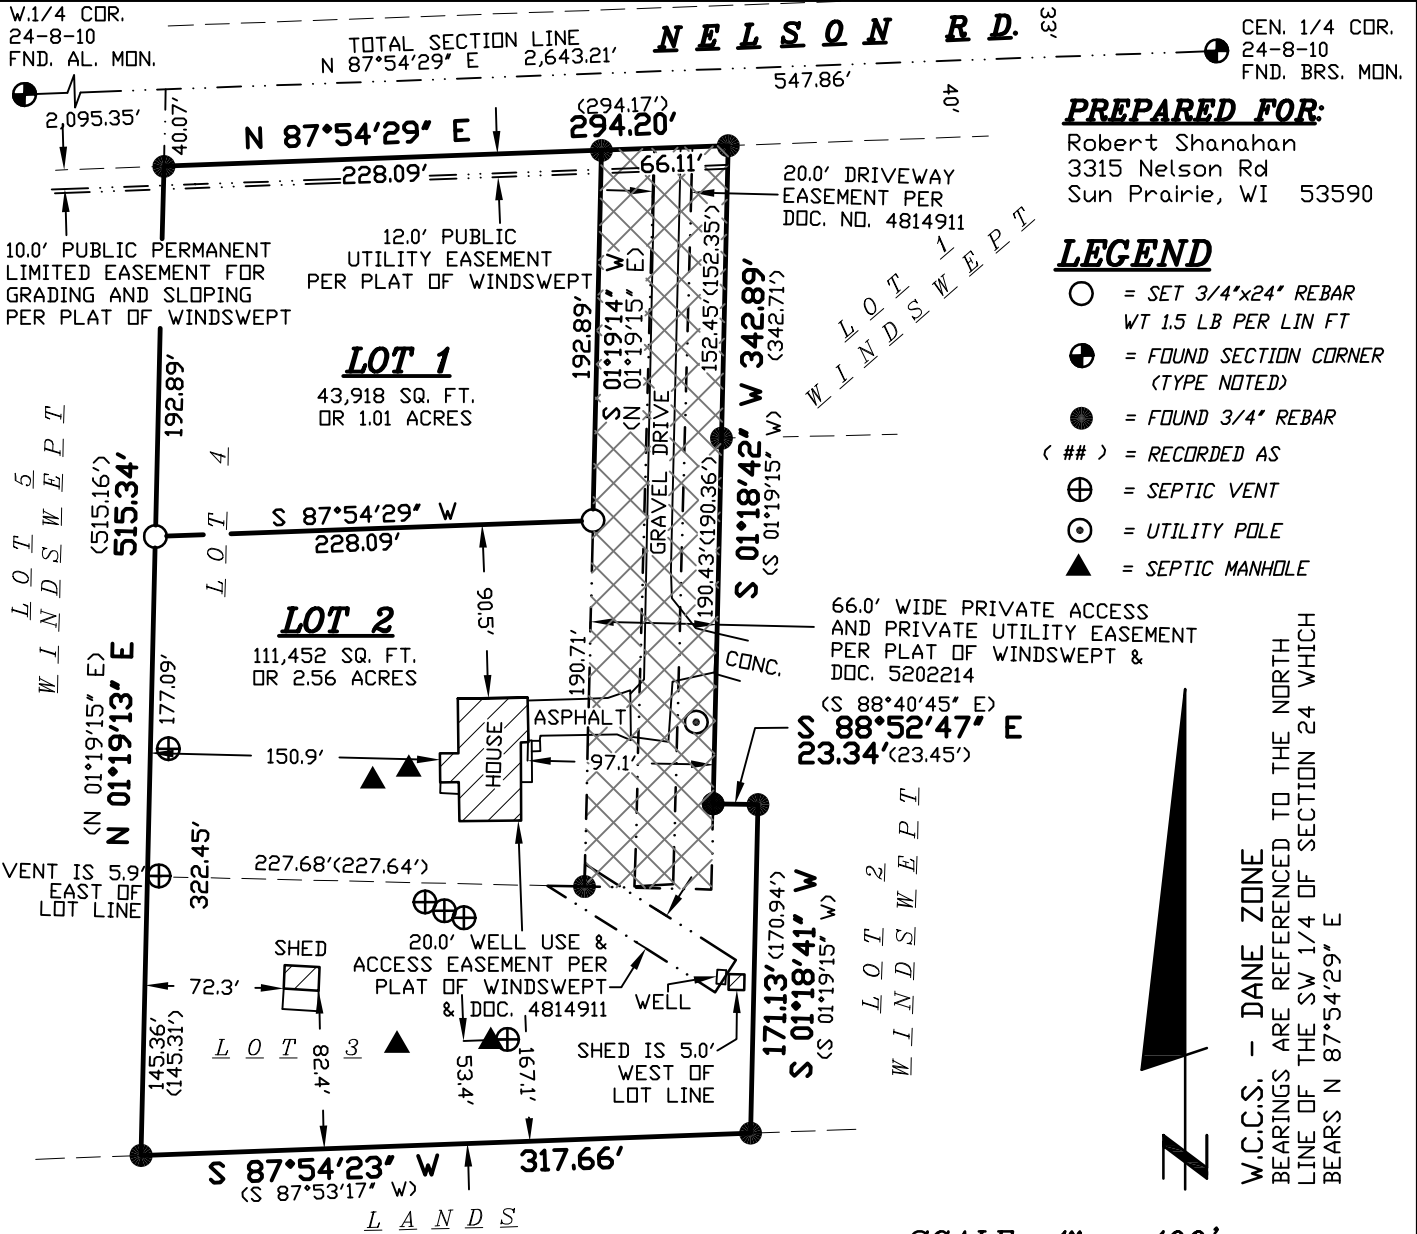 W.1/4 COR.
24-8-10
FND. AL. MON.
TOTAL SECTION LINE
N 87°54'29" E 2,643.21'
NELSON RD.
33'
CEN. 1/4 COR.
24-8-10
FND. BRS. MON.
547.86'
2,095.35'
40.07'
40'
N 87°54'29" E
(294.17')
294.20'
228.09'
66.11'
PREPARED FOR:
Robert Shanahan
3315 Nelson Rd
Sun Prairie, WI 53590
20.0' DRIVEWAY
EASEMENT PER
DOC. NO. 4814911
10.0' PUBLIC PERMANENT
LIMITED EASEMENT FOR
GRADING AND SLOPING
PER PLAT OF WINDSWEPT
12.0' PUBLIC
UTILITY EASEMENT
PER PLAT OF WINDSWEPT
LEGEND
= SET 3/4"x24" REBAR
WT 1.5 LB PER LIN FT
= FOUND SECTION CORNER
(TYPE NOTED)
= FOUND 3/4" REBAR
( ## ) = RECORDED AS
= SEPTIC VENT
= UTILITY POLE
= SEPTIC MANHOLE
LOT 1
WINDSWEPT
192.89'
S 01°19'14" W
(N 01°19'15" E)
152.45'(152.35')
S 01°18'42" W 342.89'
(S 01°19'15" W)
(342.71')
GRAVEL DRIVE
190.43'(190.36')
LOT 1
43,918 SQ. FT.
OR 1.01 ACRES
192.89'
LOT 5
WINDSWEPT
LOT 4
(515.16')
515.34'
N 01°19'13" E
(N 01°19'15" E)
S 87°54'29" W
228.09'
LOT 2
111,452 SQ. FT.
OR 2.56 ACRES
90.5'
190.71'
177.09'
66.0' WIDE PRIVATE ACCESS
AND PRIVATE UTILITY EASEMENT
PER PLAT OF WINDSWEPT &
DOC. 5202214
CONC.
(S 88°40'45" E)
S 88°52'47" E
23.34'(23.45')
ASPHALT
HOUSE
150.9'
97.1'
VENT IS 5.9'
EAST OF
LOT LINE
322.45'
227.68'(227.64')
20.0' WELL USE &
ACCESS EASEMENT PER
PLAT OF WINDSWEPT
& DOC. 4814911
SHED
72.3'
WELL
SHED IS 5.0'
WEST OF
LOT LINE
LOT 3
82.4'
53.4'
167.1'
145.36'
(145.31')
171.13'(170.94')
S 01°18'41" W
(S 01°19'15" W)
LOT 2
WINDSWEPT
S 87°54'23" W
(S 87°53'17" W)
317.66'
LANDS
N
W.C.C.S. - DANE ZONE
BEARINGS ARE REFERENCED TO THE NORTH
LINE OF THE SW 1/4 OF SECTION 24 WHICH
BEARS N 87°54'29" E